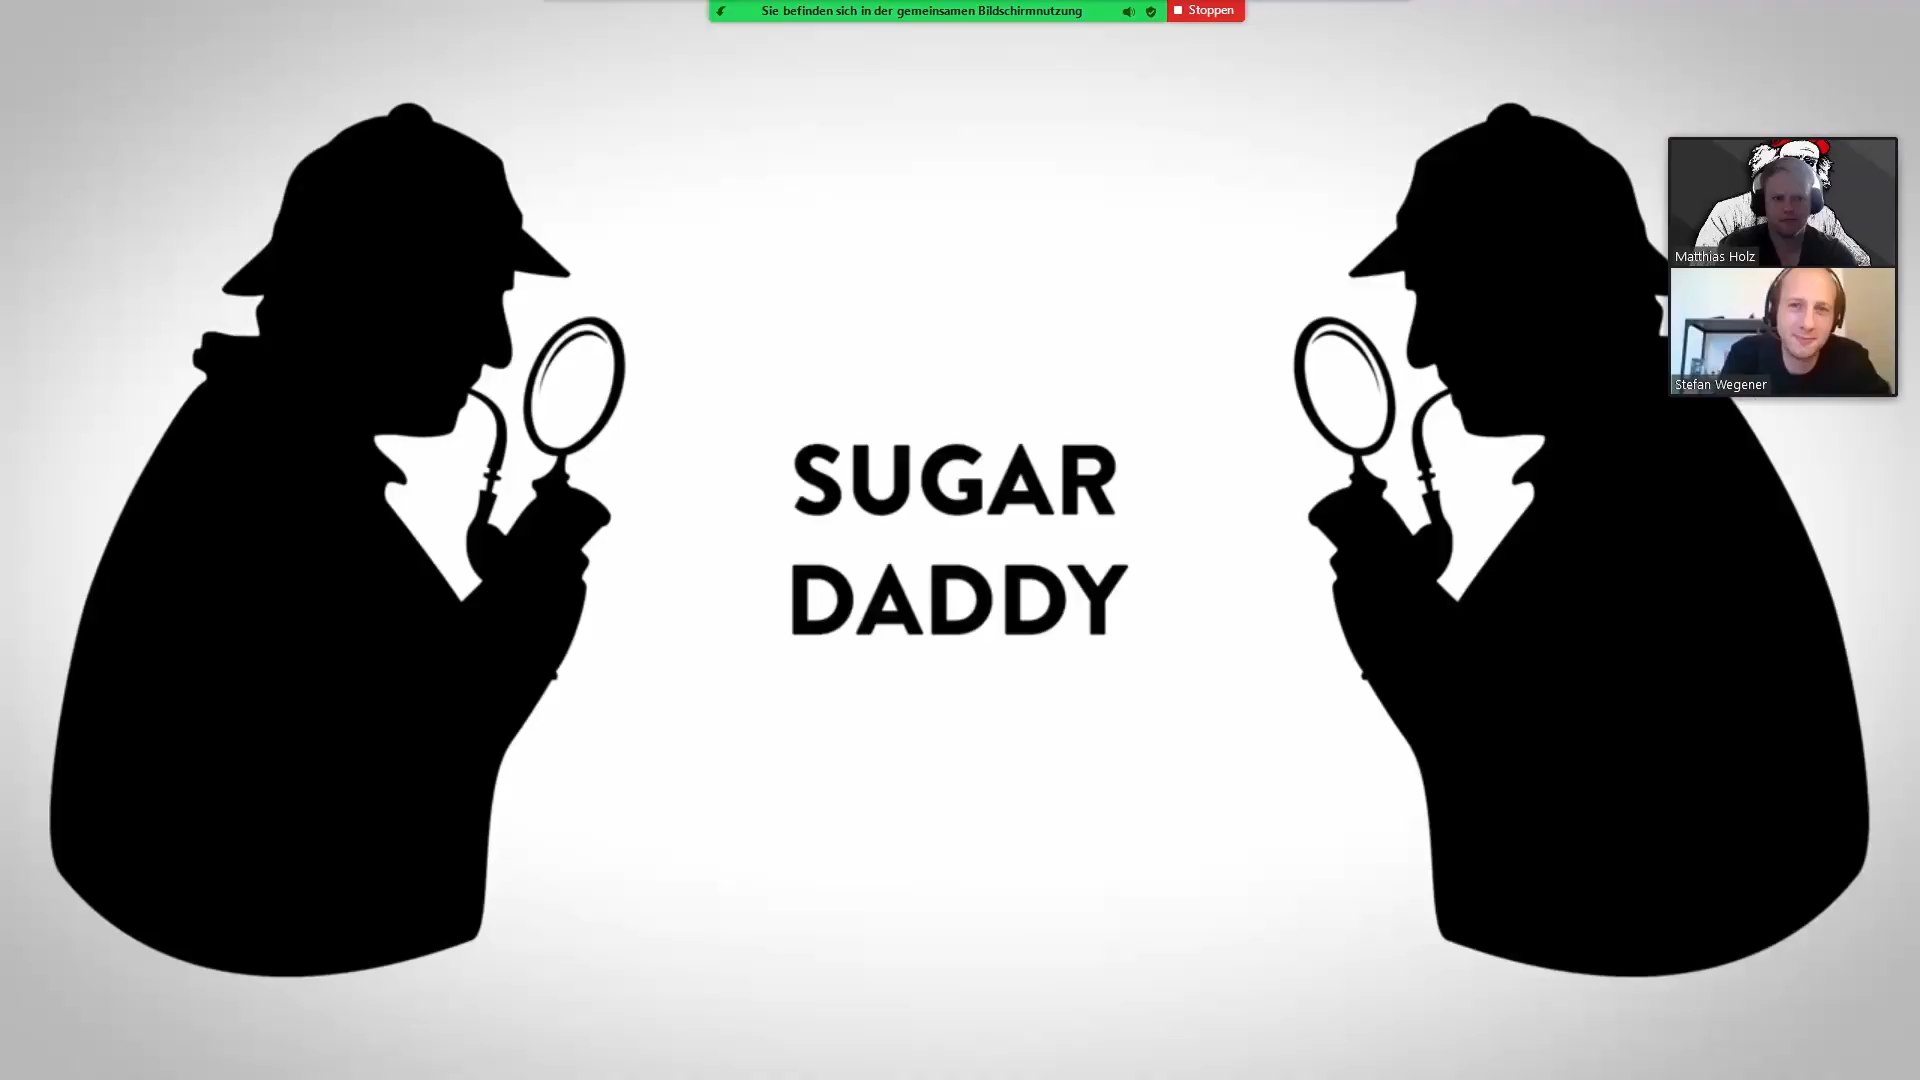 Sie befinden sich in der gemeinsamen Bildschirmnutzung
Stoppen
Matthias Holz
Stefan Wegener
SUGAR
DADDY